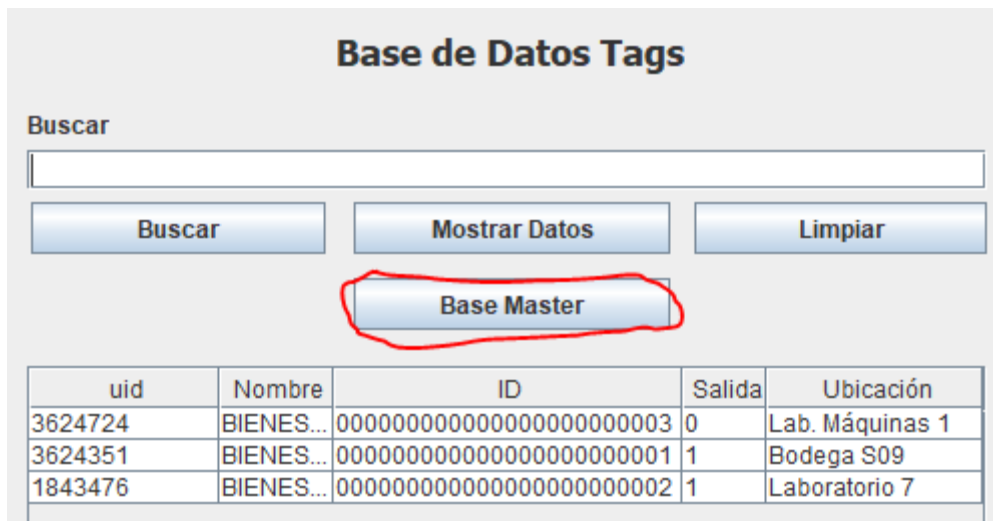 Base de Datos Tags
Buscar
Buscar Mostrar Datos Limpiar
Base Master
uid Nombre ID Salida Ubicación
3624724 BIENES... 000000000000000000000003 0 Lab. Máquinas 1
3624351 BIENES... 000000000000000000000001 1 Bodega S09
1843476 BIENES... 000000000000000000000002 1 Laboratorio 7